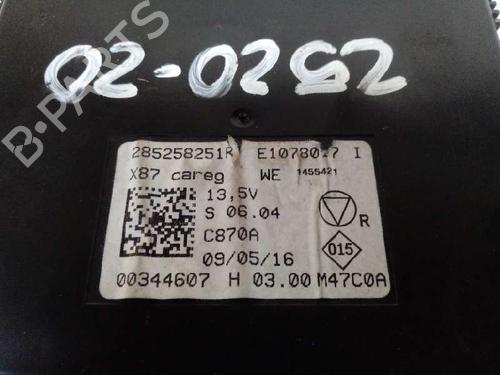 02-0252
B-PARTS
285258251R E1078027 I
X87 careg WE 1455421
13,5V
S 06.04
C870A
R
015
09/05/16
00344607 H 03.00 M47C0A